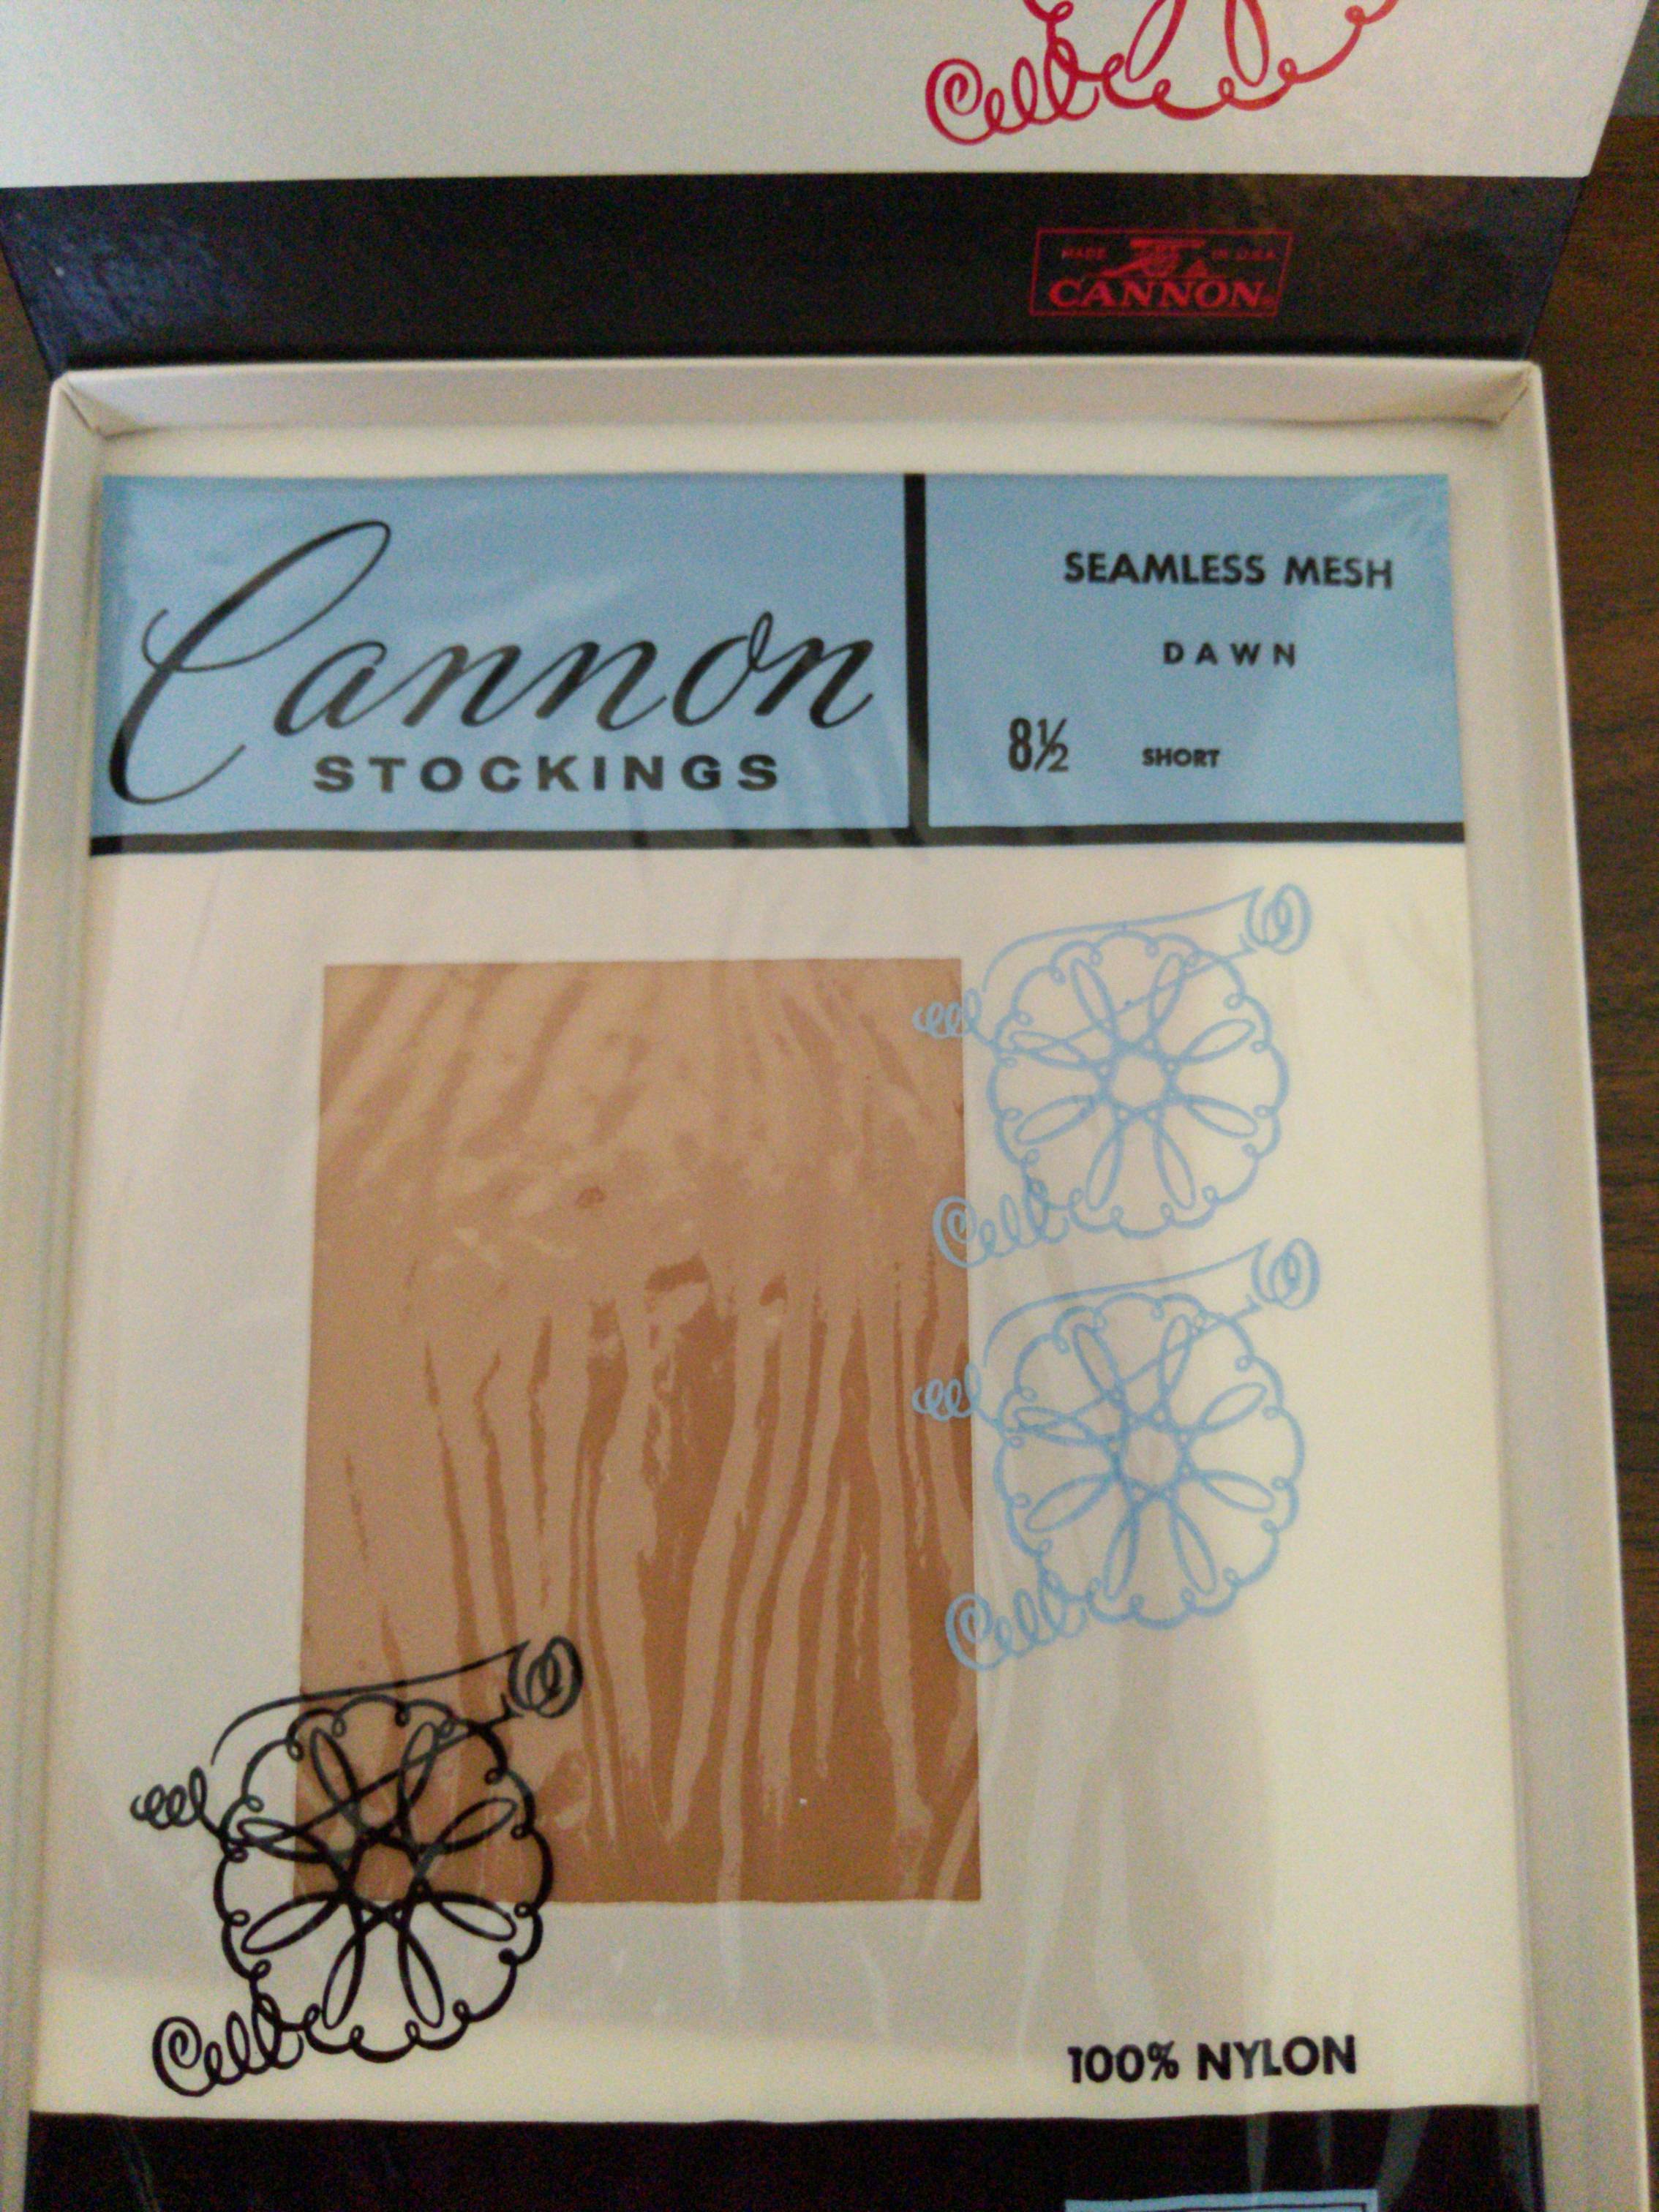 MADE IN U.S.A.
CANNON®
Cannon
STOCKINGS
SEAMLESS MESH
DAWN
8½ SHORT
100% NYLON